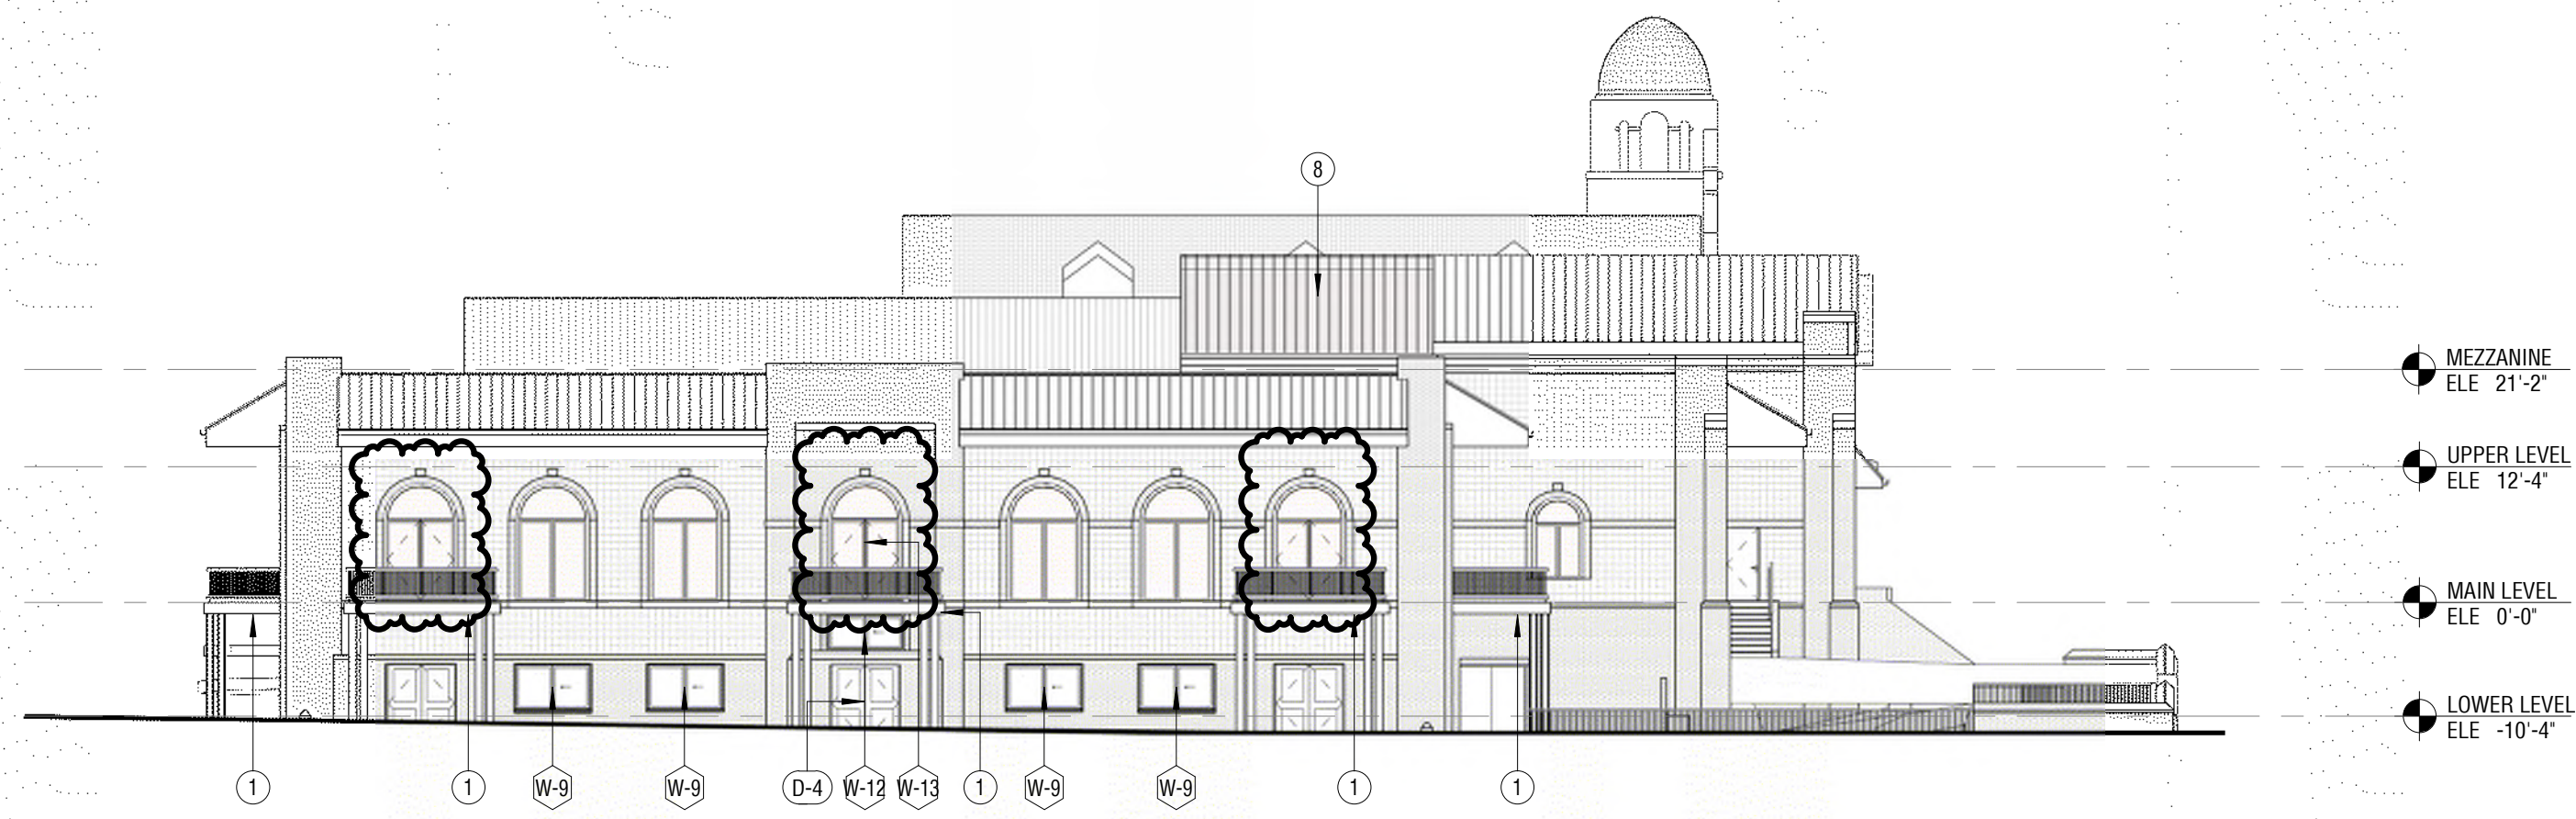 8
MEZZANINE
ELE 21'-2"
UPPER LEVEL
ELE 12'-4"
MAIN LEVEL
ELE 0'-0"
LOWER LEVEL
ELE -10'-4"
1
1
W-9
W-9
D-4
W-12
W-13
1
W-9
W-9
1
1